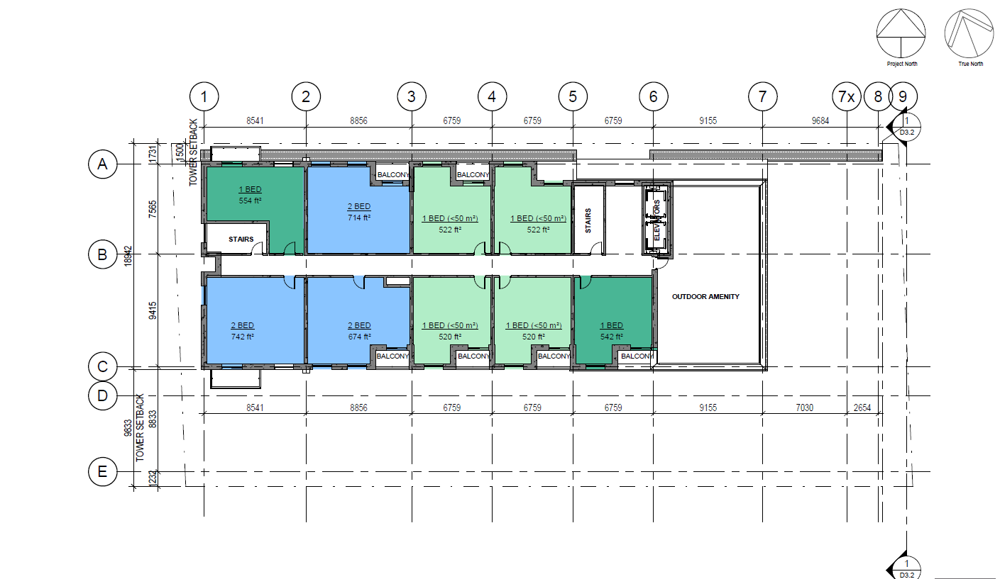 Project North
True North
1
2
3
4
5
6
7
7x
8
9
8541
8856
6759
6759
6759
9155
9684
1
D3.2
TOWER SETBACK
1500
1731
A
BALCONY
BALCONY
1 BED
554 ft²
2 BED
714 ft²
1 BED (<50 m²)
522 ft²
1 BED (<50 m²)
522 ft²
STAIRS
ELEVATORS
7565
STAIRS
B
18942
OUTDOOR AMENITY
9415
2 BED
742 ft²
2 BED
674 ft²
1 BED (<50 m²)
520 ft²
1 BED (<50 m²)
520 ft²
1 BED
542 ft²
BALCONY
BALCONY
BALCONY
BALCONY
C
D
8541
8856
6759
6759
6759
9155
7030
2654
9833
TOWER SETBACK
8833
E
1232
1
D3.2